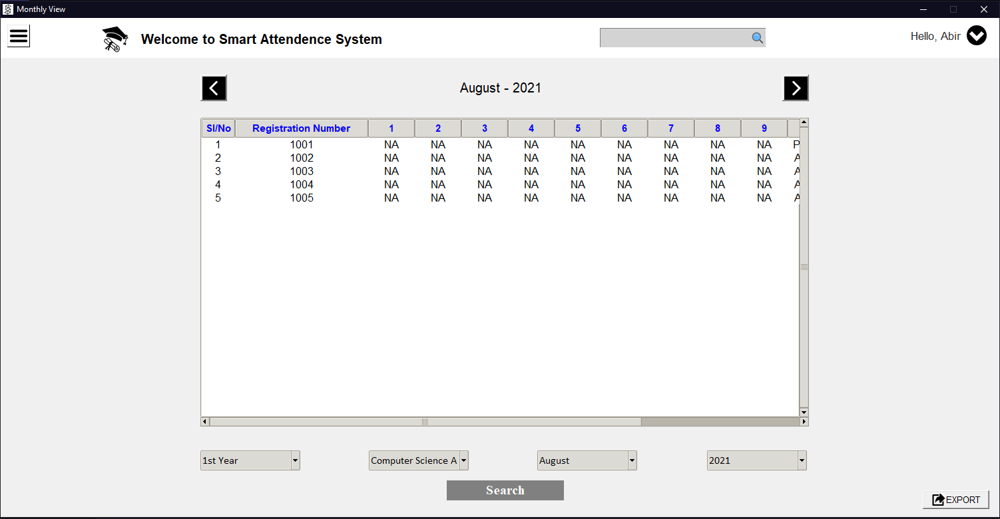 Monthly View
Welcome to Smart Attendence System
Hello, Abir
August - 2021
Sl/No Registration Number 1 2 3 4 5 6 7 8 9
1 1001 NA NA NA NA NA NA NA NA NA P
2 1002 NA NA NA NA NA NA NA NA NA A
3 1003 NA NA NA NA NA NA NA NA NA A
4 1004 NA NA NA NA NA NA NA NA NA A
5 1005 NA NA NA NA NA NA NA NA NA A
1st Year Computer Science A August 2021
Search
EXPORT